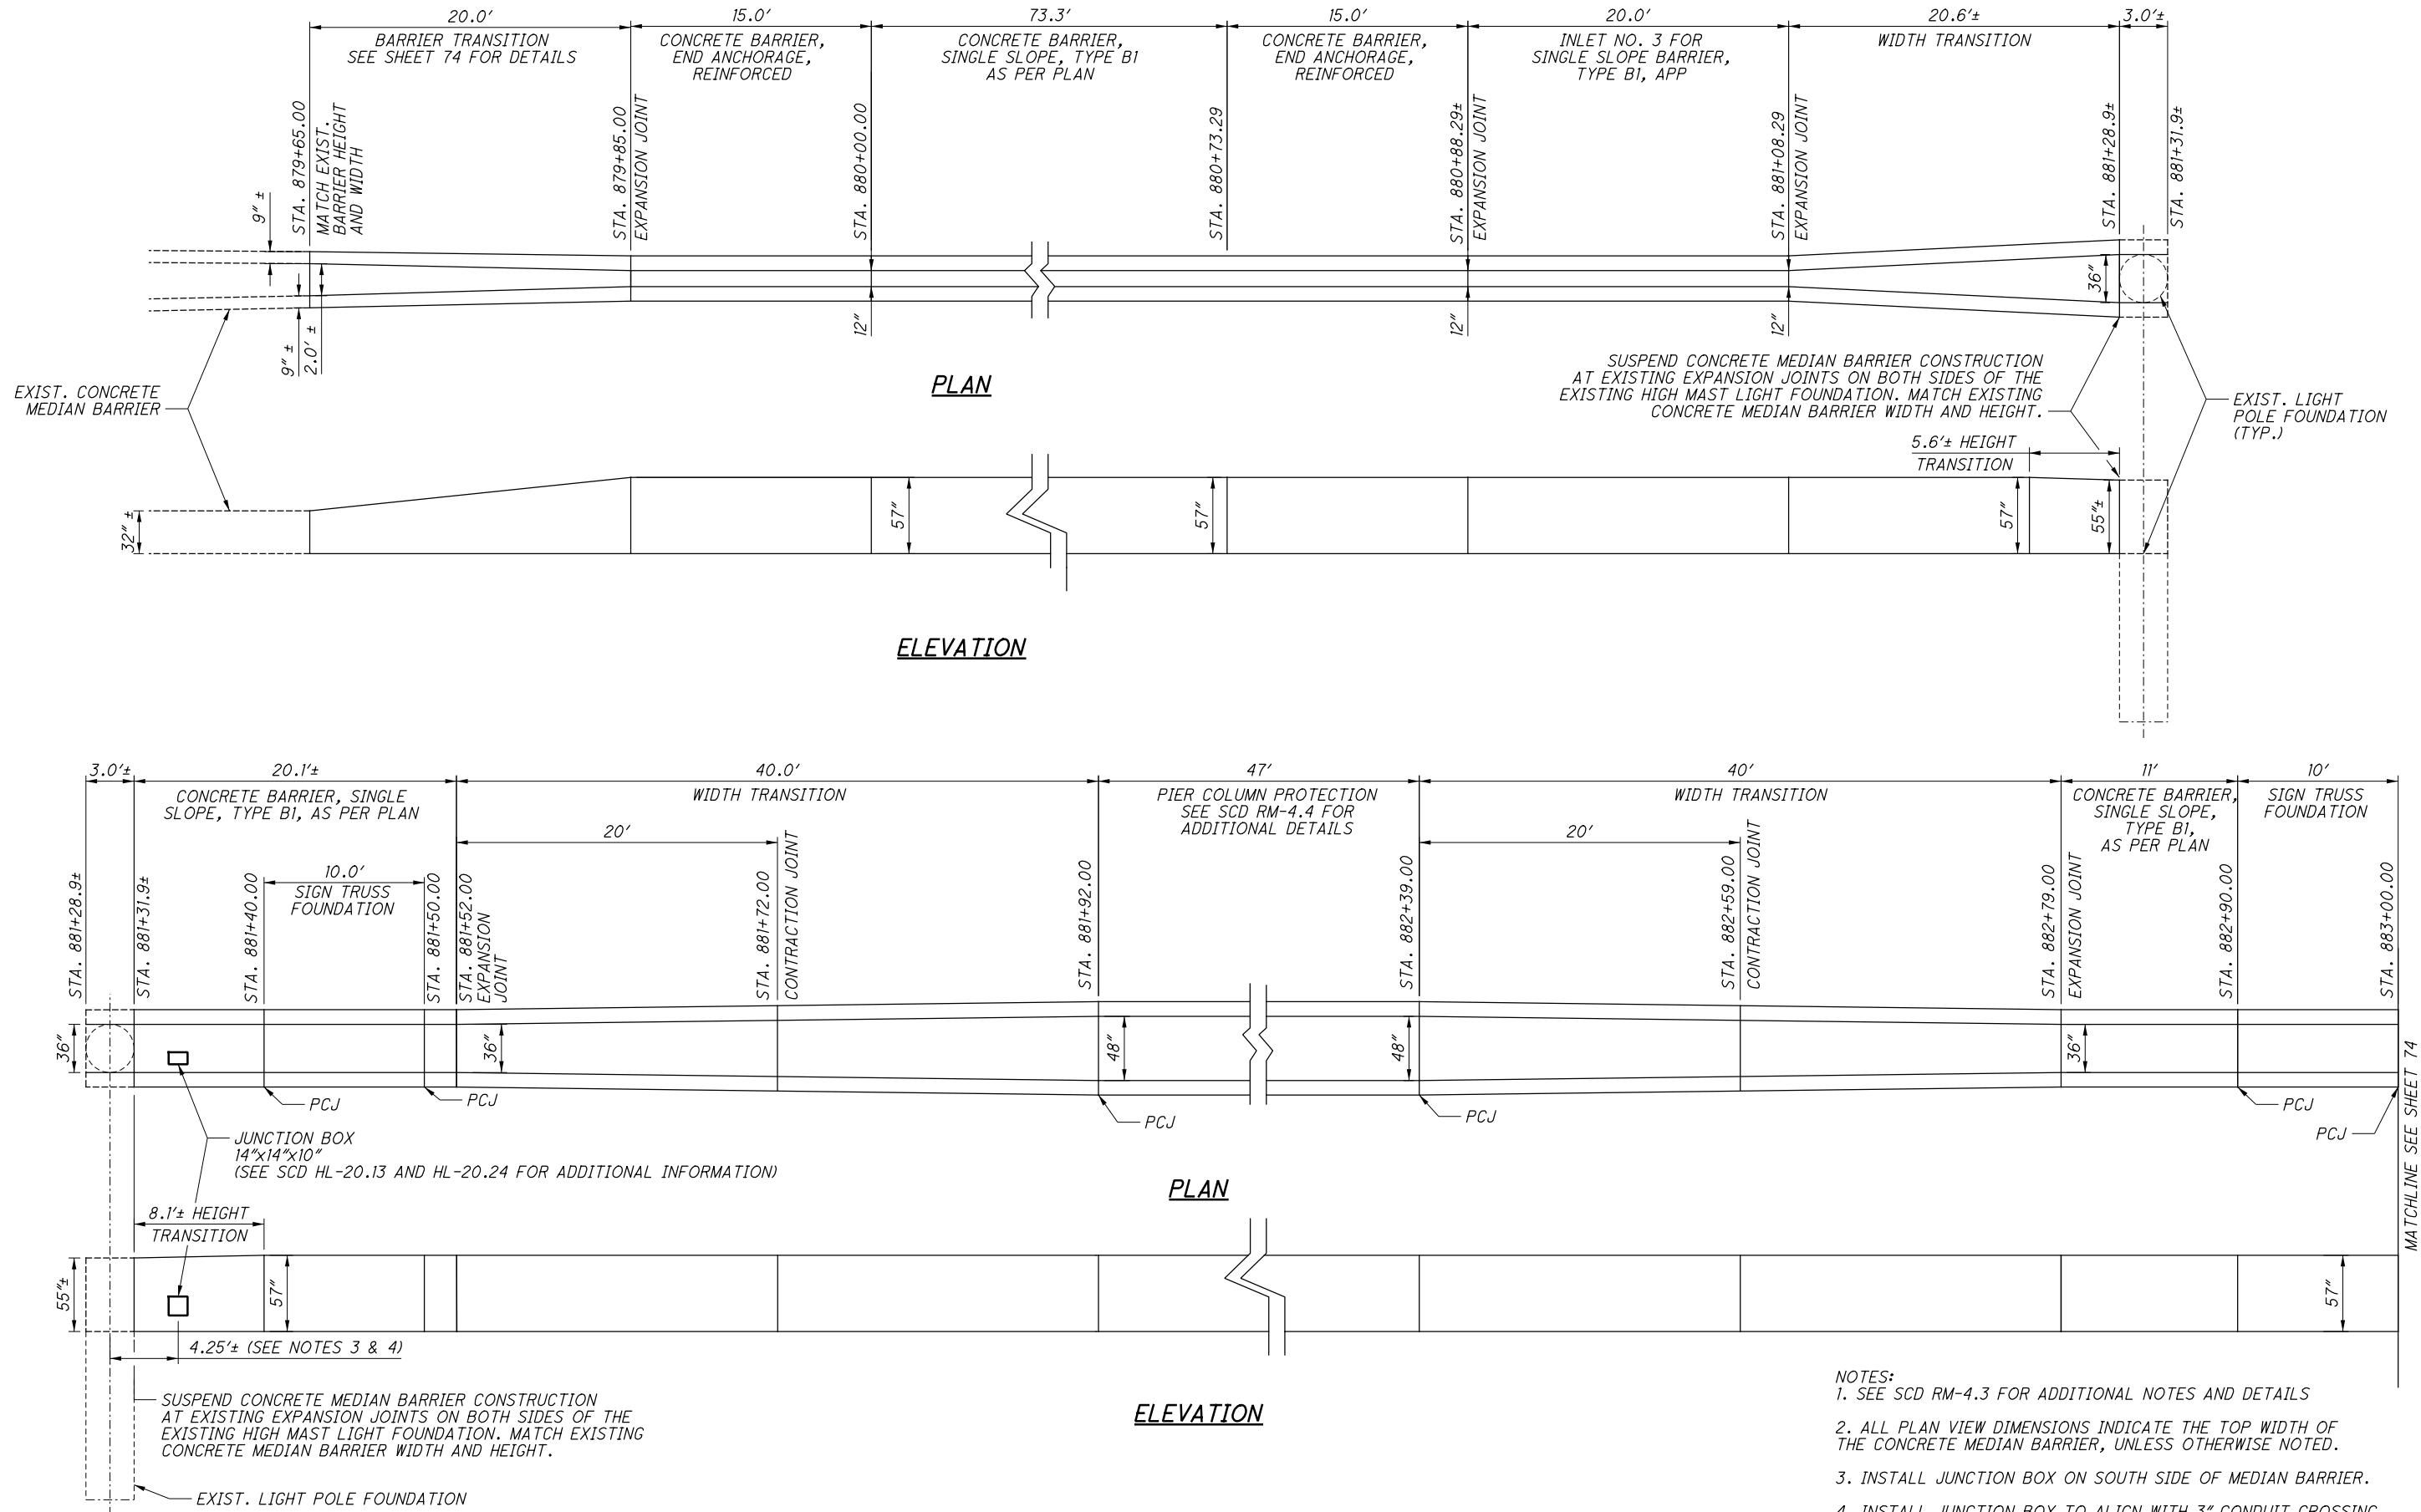 20.0'
15.0'
73.3'
15.0'
20.0'
20.6'±
3.0'±
BARRIER TRANSITION
SEE SHEET 74 FOR DETAILS
CONCRETE BARRIER,
END ANCHORAGE,
REINFORCED
CONCRETE BARRIER,
SINGLE SLOPE, TYPE B1
AS PER PLAN
CONCRETE BARRIER,
END ANCHORAGE,
REINFORCED
INLET NO. 3 FOR
SINGLE SLOPE BARRIER,
TYPE B1, APP
WIDTH TRANSITION
STA. 879+65.00
MATCH EXIST.
BARRIER HEIGHT
AND WIDTH
STA. 879+85.00
EXPANSION JOINT
STA. 880+00.00
STA. 880+73.29
STA. 880+88.29±
EXPANSION JOINT
STA. 881+08.29
EXPANSION JOINT
STA. 881+28.9±
STA. 881+31.9±
9" ±
9" ±
2.0' ±
12"
12"
12"
36"
EXIST. CONCRETE
MEDIAN BARRIER
PLAN
SUSPEND CONCRETE MEDIAN BARRIER CONSTRUCTION
AT EXISTING EXPANSION JOINTS ON BOTH SIDES OF THE
EXISTING HIGH MAST LIGHT FOUNDATION. MATCH EXISTING
CONCRETE MEDIAN BARRIER WIDTH AND HEIGHT.
EXIST. LIGHT
POLE FOUNDATION
(TYP.)
5.6'± HEIGHT
TRANSITION
32" ±
57"
57"
57"
55"±
ELEVATION
3.0'±
20.1'±
40.0'
47'
40'
11'
10'
CONCRETE BARRIER, SINGLE
SLOPE, TYPE B1, AS PER PLAN
WIDTH TRANSITION
PIER COLUMN PROTECTION
SEE SCD RM-4.4 FOR
ADDITIONAL DETAILS
WIDTH TRANSITION
CONCRETE BARRIER,
SINGLE SLOPE,
TYPE B1,
AS PER PLAN
SIGN TRUSS
FOUNDATION
20'
20'
10.0'
SIGN TRUSS
FOUNDATION
STA. 881+28.9±
STA. 881+31.9±
STA. 881+40.00
STA. 881+50.00
STA. 881+52.00
EXPANSION
JOINT
STA. 881+72.00
CONTRACTION JOINT
STA. 881+92.00
STA. 882+39.00
STA. 882+59.00
CONTRACTION JOINT
STA. 882+79.00
EXPANSION JOINT
STA. 882+90.00
STA. 883+00.00
36"
36"
48"
48"
36"
PCJ
PCJ
PCJ
PCJ
PCJ
PCJ
MATCHLINE SEE SHEET 74
JUNCTION BOX
14"x14"x10"
(SEE SCD HL-20.13 AND HL-20.24 FOR ADDITIONAL INFORMATION)
PLAN
8.1'± HEIGHT
TRANSITION
55"±
57"
57"
4.25'± (SEE NOTES 3 & 4)
SUSPEND CONCRETE MEDIAN BARRIER CONSTRUCTION
AT EXISTING EXPANSION JOINTS ON BOTH SIDES OF THE
EXISTING HIGH MAST LIGHT FOUNDATION. MATCH EXISTING
CONCRETE MEDIAN BARRIER WIDTH AND HEIGHT.
EXIST. LIGHT POLE FOUNDATION
ELEVATION
NOTES:
1. SEE SCD RM-4.3 FOR ADDITIONAL NOTES AND DETAILS
2. ALL PLAN VIEW DIMENSIONS INDICATE THE TOP WIDTH OF
THE CONCRETE MEDIAN BARRIER, UNLESS OTHERWISE NOTED.
3. INSTALL JUNCTION BOX ON SOUTH SIDE OF MEDIAN BARRIER.
4. INSTALL JUNCTION BOX TO ALIGN WITH 3" CONDUIT CROSSING